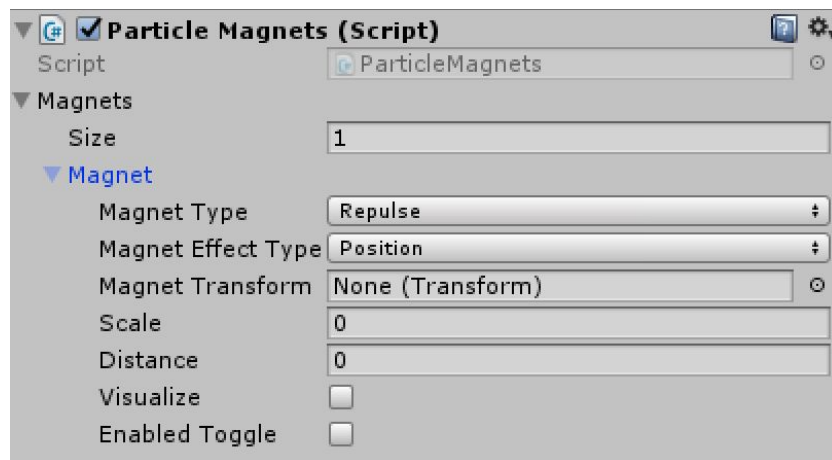 Particle Magnets (Script)
Script ParticleMagnets
Magnets
Size 1
Magnet
Magnet Type Repulse
Magnet Effect Type Position
Magnet Transform None (Transform)
Scale 0
Distance 0
Visualize
Enabled Toggle